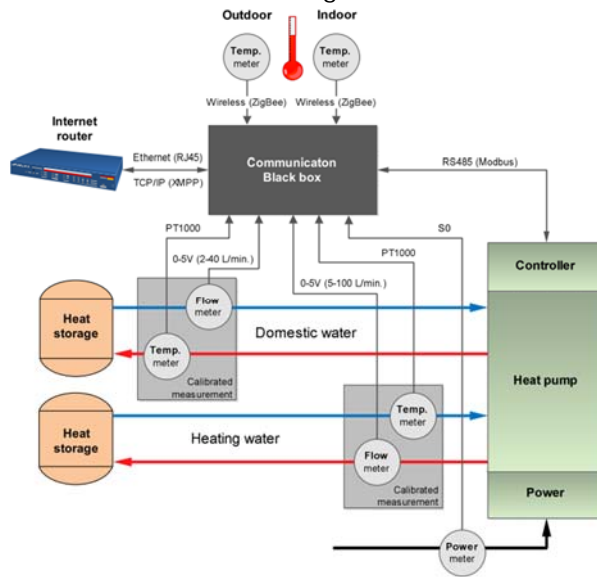 Outdoor
Indoor
Temp.
meter
Temp.
meter
Wireless (ZigBee)
Wireless (ZigBee)
Internet
router
Ethernet (RJ45)
TCP/IP (XMPP)
Communicaton
Black box
RS485 (Modbus)
PT1000
0-5V (2-40 L/min.)
0-5V (5-100 L/min.)
PT1000
S0
Controller
Heat
storage
Flow
meter
Domestic water
Temp.
meter
Calibrated
measurement
Heat pump
Heat
storage
Temp.
meter
Heating water
Flow
meter
Calibrated
measurement
Power
Power
meter